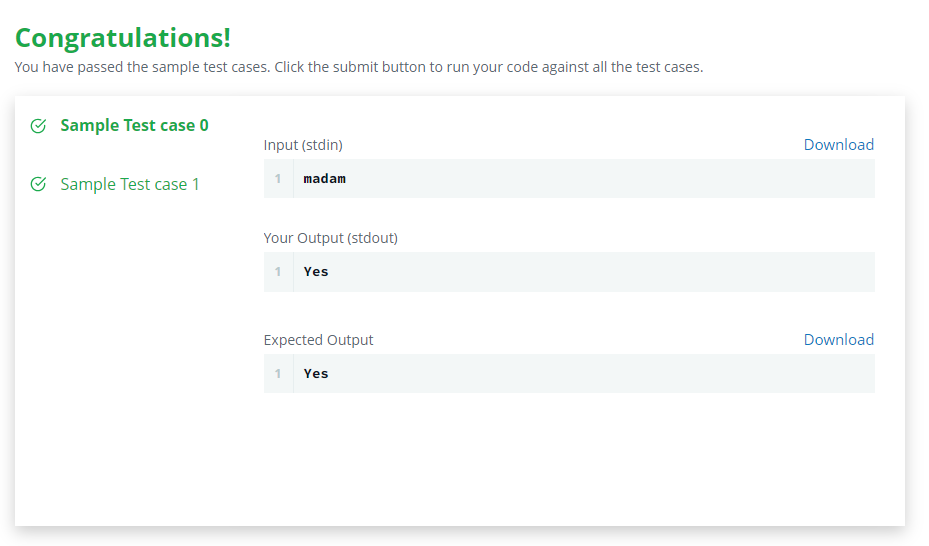 Congratulations!
You have passed the sample test cases. Click the submit button to run your code against all the test cases.
Sample Test case 0
Sample Test case 1
Input (stdin)
Download
1 madam
Your Output (stdout)
1 Yes
Expected Output
Download
1 Yes